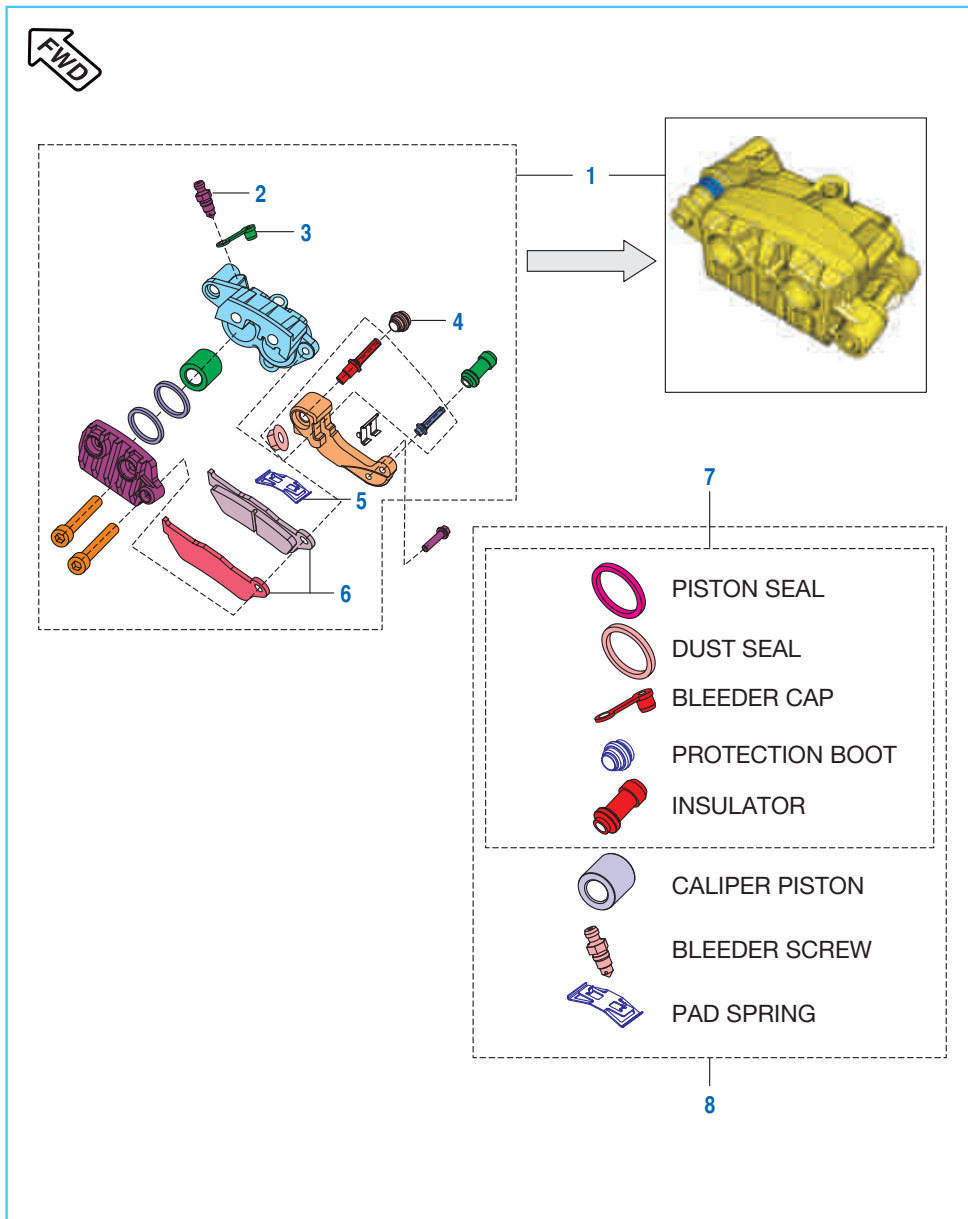 FWD
1
2
3
4
5
6
7
PISTON SEAL
DUST SEAL
BLEEDER CAP
PROTECTION BOOT
INSULATOR
CALIPER PISTON
BLEEDER SCREW
PAD SPRING
8